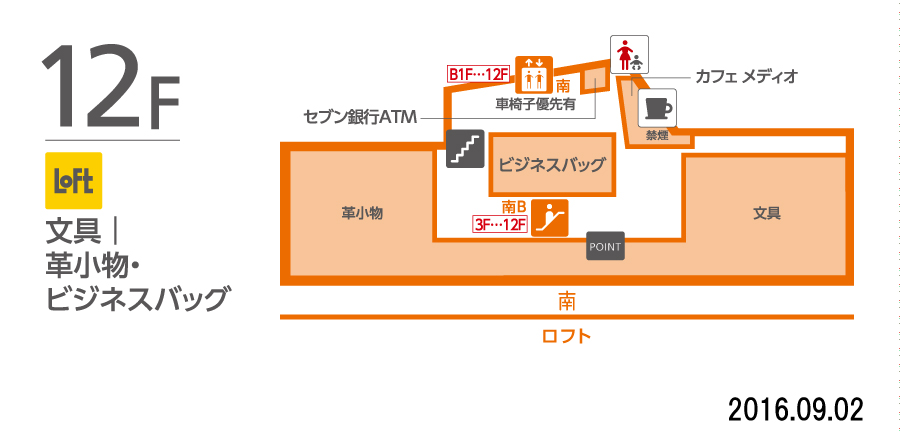 12F
LOFT
文具｜
革小物・
ビジネスバッグ
B1F…12F
南
車椅子優先有
カフェ メディオ
セブン銀行ATM
禁煙
ビジネスバッグ
革小物
南B
3F…12F
文具
POINT
南
ロフト
2016.09.02